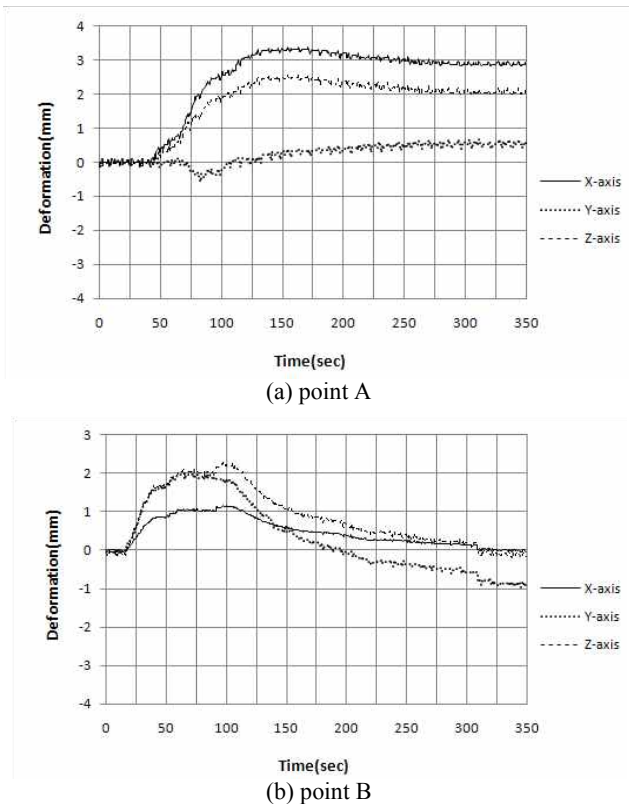 4
3
2
1
0
-1
-2
-3
-4
Deformation(mm)
X-axis
Y-axis
Z-axis
0 50 100 150 200 250 300 350
Time(sec)
(a) point A
3
2
1
0
-1
-2
-3
-4
Deformation(mm)
X-axis
Y-axis
Z-axis
0 50 100 150 200 250 300 350
Time(sec)
(b) point B